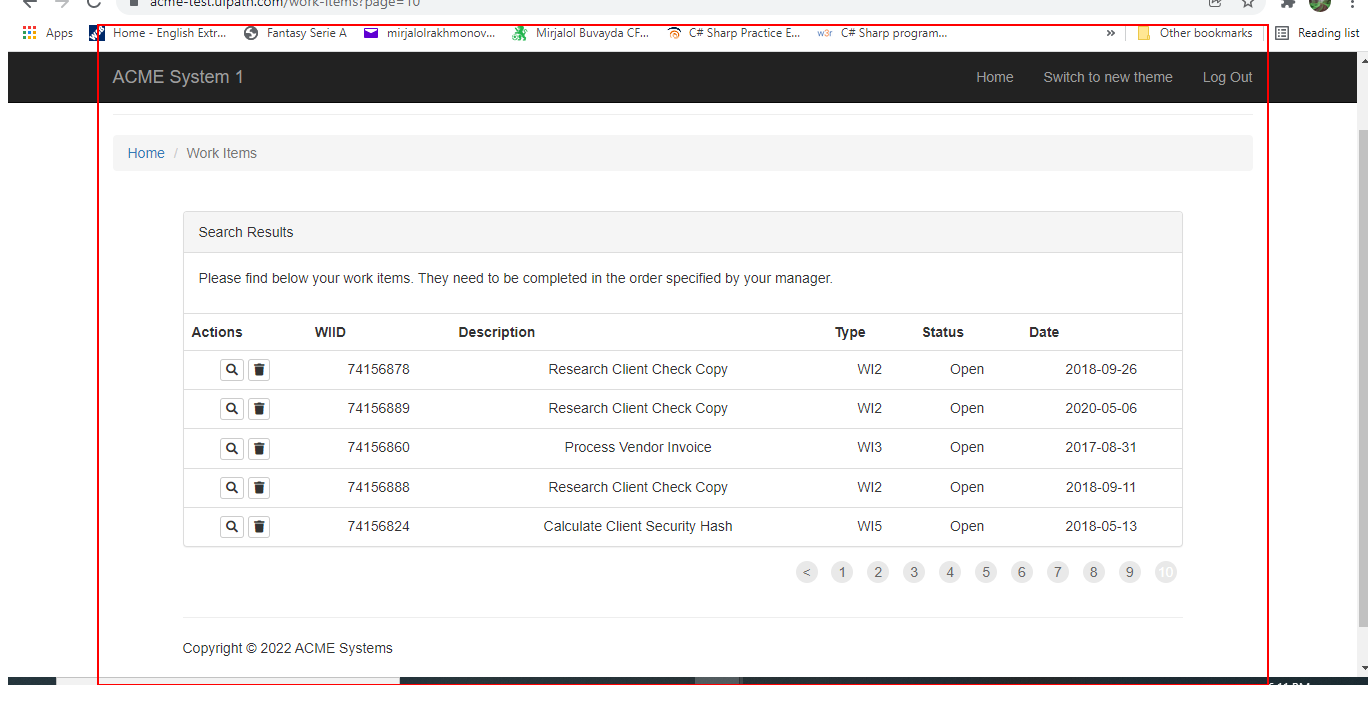 acme-test.uipath.com/work-items?page=10
Apps Home - English Extr... Fantasy Serie A mirjalolrakhmonov... Mirjalol Buvayda CF... C# Sharp Practice E... w3r C# Sharp program... » Other bookmarks Reading list
ACME System 1 Home Switch to new theme Log Out
Home / Work Items
Search Results
Please find below your work items. They need to be completed in the order specified by your manager.
Actions WIID Description Type Status Date
74156878 Research Client Check Copy WI2 Open 2018-09-26
74156889 Research Client Check Copy WI2 Open 2020-05-06
74156860 Process Vendor Invoice WI3 Open 2017-08-31
74156888 Research Client Check Copy WI2 Open 2018-09-11
74156824 Calculate Client Security Hash WI5 Open 2018-05-13
< 1 2 3 4 5 6 7 8 9 10
Copyright © 2022 ACME Systems